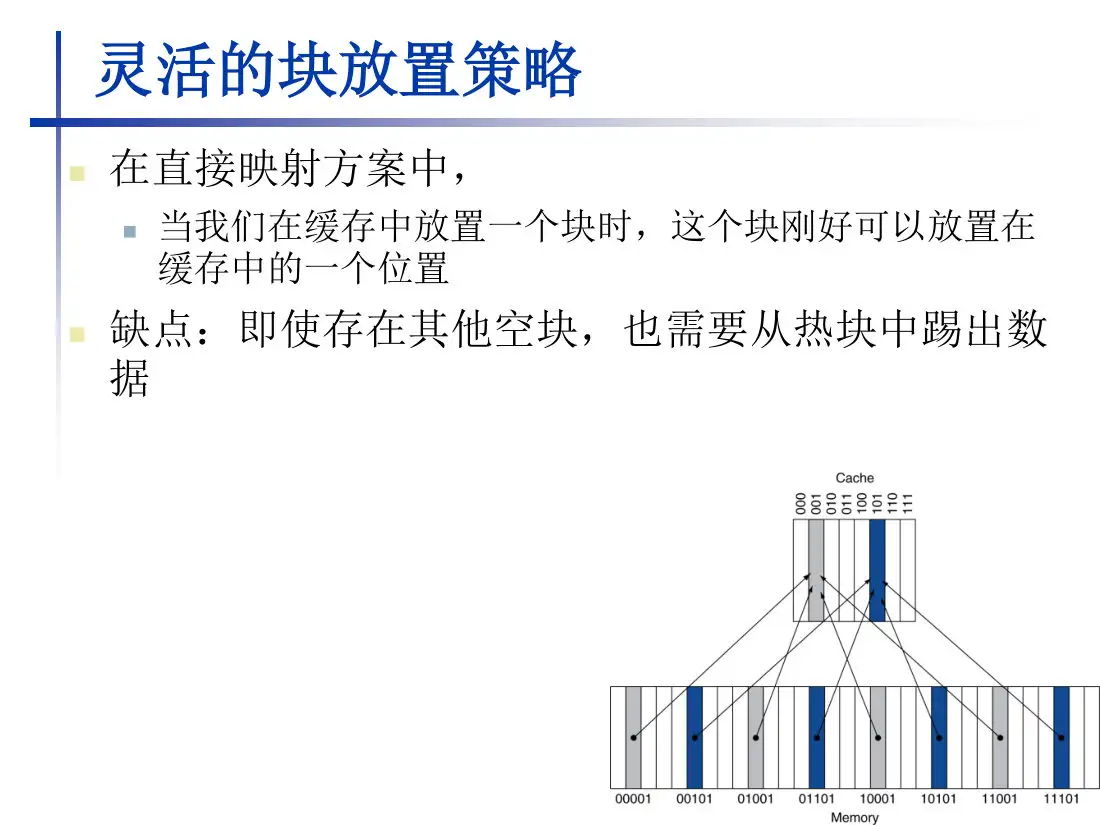 灵活的块放置策略
在直接映射方案中，
当我们在缓存中放置一个块时，这个块刚好可以放置在
缓存中的一个位置
缺点：即使存在其他空块，也需要从热块中踢出数
据
Cache
000 001 010 011 100 101 110 111
00001 00101 01001 01101 10001 10101 11001 11101
Memory